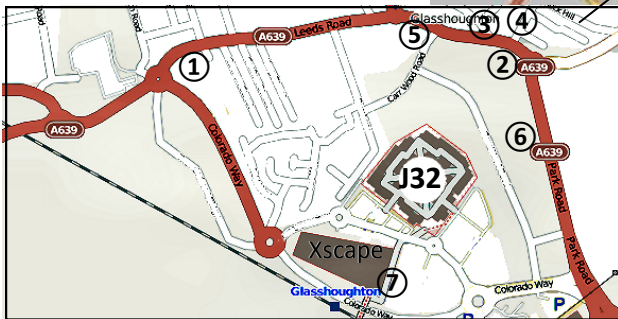 Glasshoughton
k Hill
4
3
Leeds Road
A639
5
1
2
A639
Carr Wood Road
A639
Colorado Way
6
A639
J32
Park Road
Xscape
Park Road
7
Glasshoughton
Colorado Way
Colorado Way
P
P